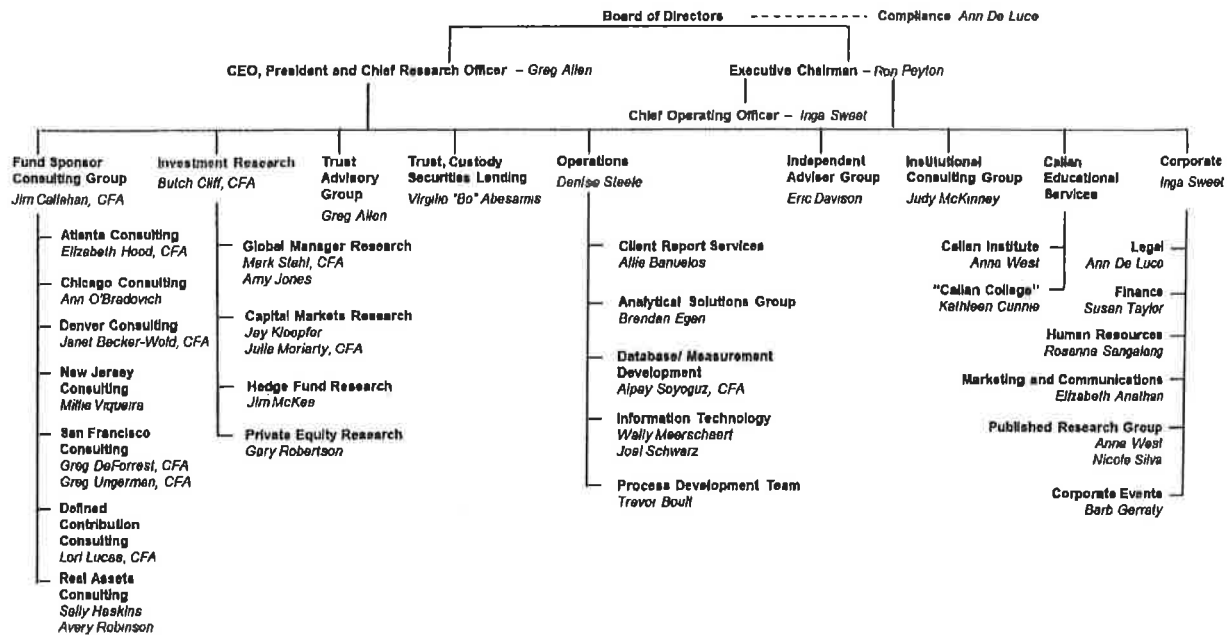 Board of Directors
Compliance Ann De Luce
CEO, President and Chief Research Officer – Greg Allen
Executive Chairman – Ron Peyton
Chief Operating Officer – Inga Sweet
Fund Sponsor
Consulting Group
Jim Callahan, CFA
Atlanta Consulting
Elizabeth Hood, CFA
Chicago Consulting
Ann O'Bradovich
Denver Consulting
Janet Becker-Wold, CFA
New Jersey
Consulting
Millie Viqueira
San Francisco
Consulting
Greg DeForrest, CFA
Greg Ungerman, CFA
Defined
Contribution
Consulting
Lori Lucas, CFA
Real Assets
Consulting
Sally Haskins
Avery Robinson
Investment Research
Butch Cliff, CFA
Global Manager Research
Mark Stahl, CFA
Amy Jones
Capital Markets Research
Jay Kloepfer
Julia Moriarty, CFA
Hedge Fund Research
Jim McKee
Private Equity Research
Gary Robertson
Trust
Advisory
Group
Greg Allen
Trust, Custody
Securities Lending
Virgilio "Bo" Abesamis
Operations
Denise Steele
Client Report Services
Allie Banuelos
Analytical Solutions Group
Brendan Egan
Database/ Measurement
Development
Alpay Soyoguz, CFA
Information Technology
Wally Meerschaert
Joel Schwarz
Process Development Team
Trevor Boult
Independent
Adviser Group
Eric Davison
Institutional
Consulting Group
Judy McKinney
Callan
Educational
Services
Callan Institute
Anna West
"Callan College"
Kathleen Cunnie
Corporate
Inga Sweet
Legal
Ann De Luce
Finance
Susan Taylor
Human Resources
Rosanne Sangalang
Marketing and Communications
Elizabeth Anathan
Published Research Group
Anna West
Nicole Silva
Corporate Events
Barb Gerraty